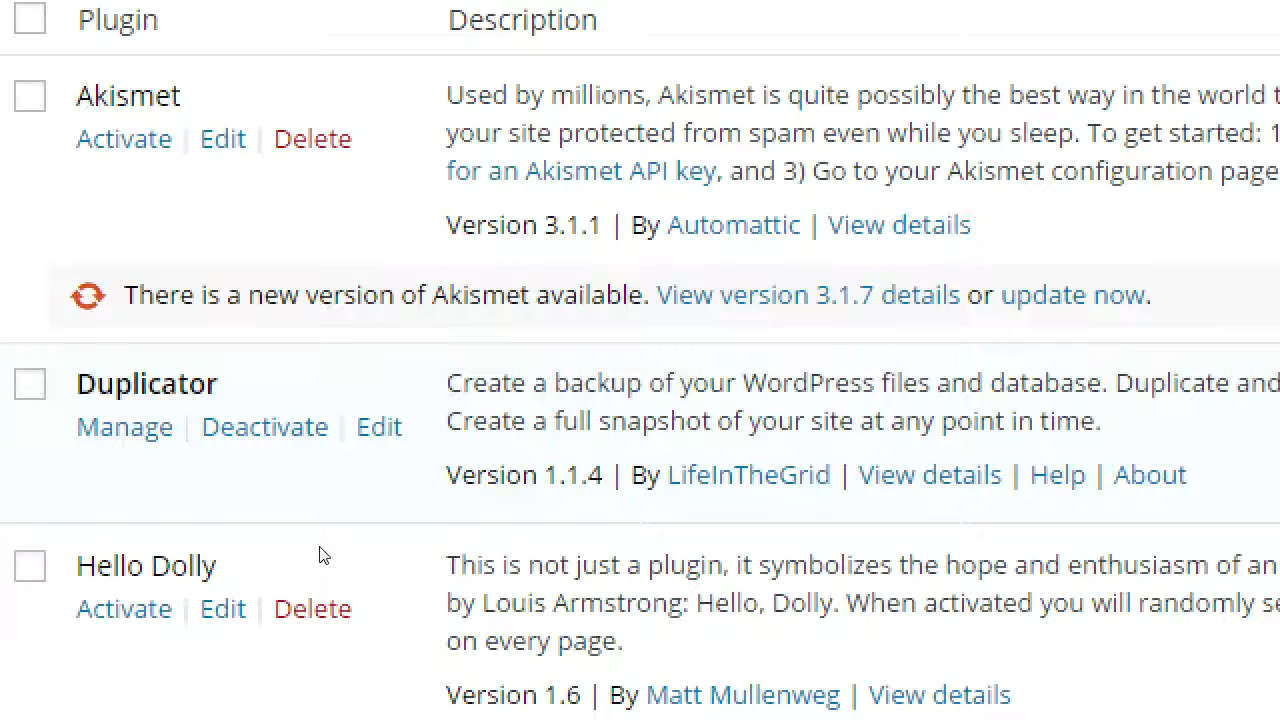 Plugin Description
Akismet
Activate | Edit | Delete
Used by millions, Akismet is quite possibly the best way in the world
your site protected from spam even while you sleep. To get started: 1
for an Akismet API key, and 3) Go to your Akismet configuration page
Version 3.1.1 | By Automattic | View details
There is a new version of Akismet available. View version 3.1.7 details or update now.
Duplicator
Manage | Deactivate | Edit
Create a backup of your WordPress files and database. Duplicate and
Create a full snapshot of your site at any point in time.
Version 1.1.4 | By LifeInTheGrid | View details | Help | About
Hello Dolly
Activate | Edit | Delete
This is not just a plugin, it symbolizes the hope and enthusiasm of an
by Louis Armstrong: Hello, Dolly. When activated you will randomly
on every page.
Version 1.6 | By Matt Mullenweg | View details